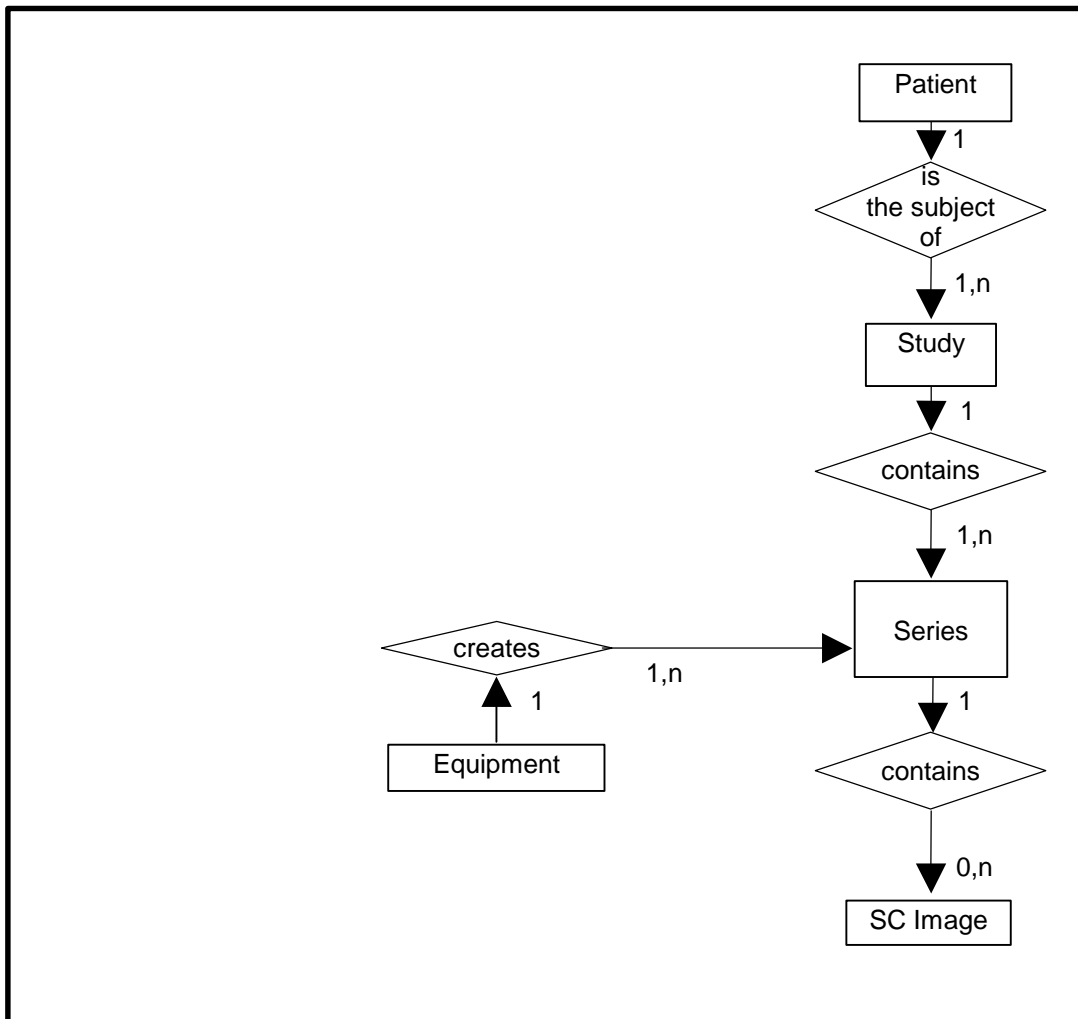 Patient
1
is
the subject
of
1,n
Study
1
contains
1,n
Series
creates
1,n
1
1
Equipment
contains
0,n
SC Image